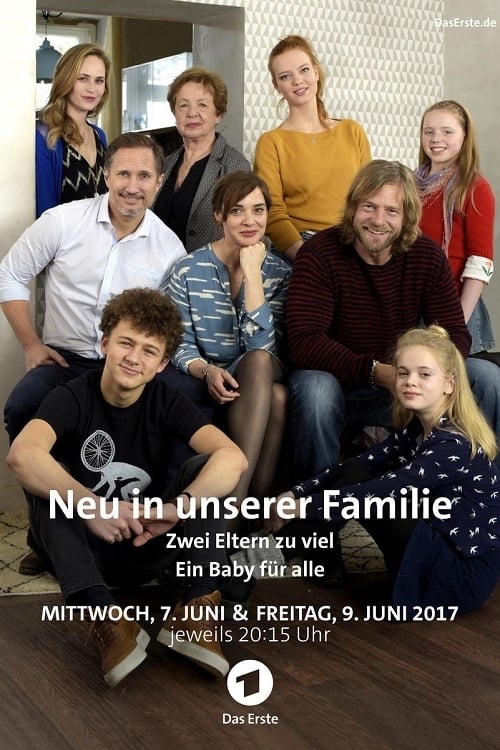 DasErste.de
Neu in unserer Familie
Zwei Eltern zu viel
Ein Baby für alle
MITTWOCH, 7. JUNI & FREITAG, 9. JUNI 2017
jeweils 20:15 Uhr
1
Das Erste